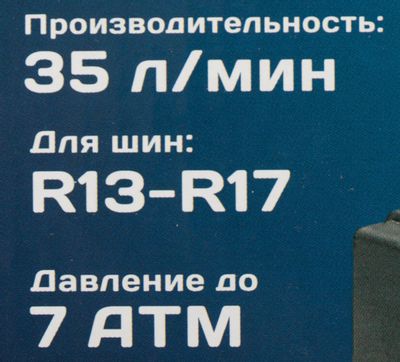 Производительность:
35 л/мин
Для шин:
R13-R17
Давление до
7 АТМ